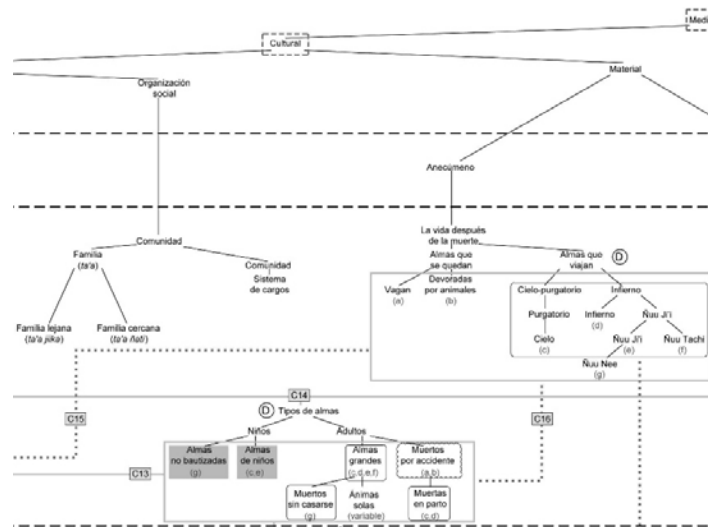 Medi
Cultural
Material
Organización
social
Anecúmeno
La vida después
de la muerte
Comunidad
Familia
(ta'a)
Comunidad
Sistema
de cargos
Almas que
se quedan
Almas que
viajan
D
Vagan
(a)
Devoradas
por animales
(b)
Cielo-purgatorio
Infierno
Purgatorio
Infierno
(d)
Ñuu Ji'i
Familia lejana
(ta'a jiika)
Familia cercana
(ta'a ñati)
Cielo
(c)
Ñuu Ji'i
(e)
Ñuu Tachi
(f)
Ñuu Nee
(g)
C14
C15
C16
D
Tipos de almas
Niños
Adultos
Almas
no bautizadas
(g)
Almas
de niños
(c,e)
Almas
grandes
(c,d,e,f)
Muertos
por accidente
(a,b)
C13
Muertos
sin casarse
(g)
Ánimas
solas
(variable)
Muertas
en parto
(c,d)